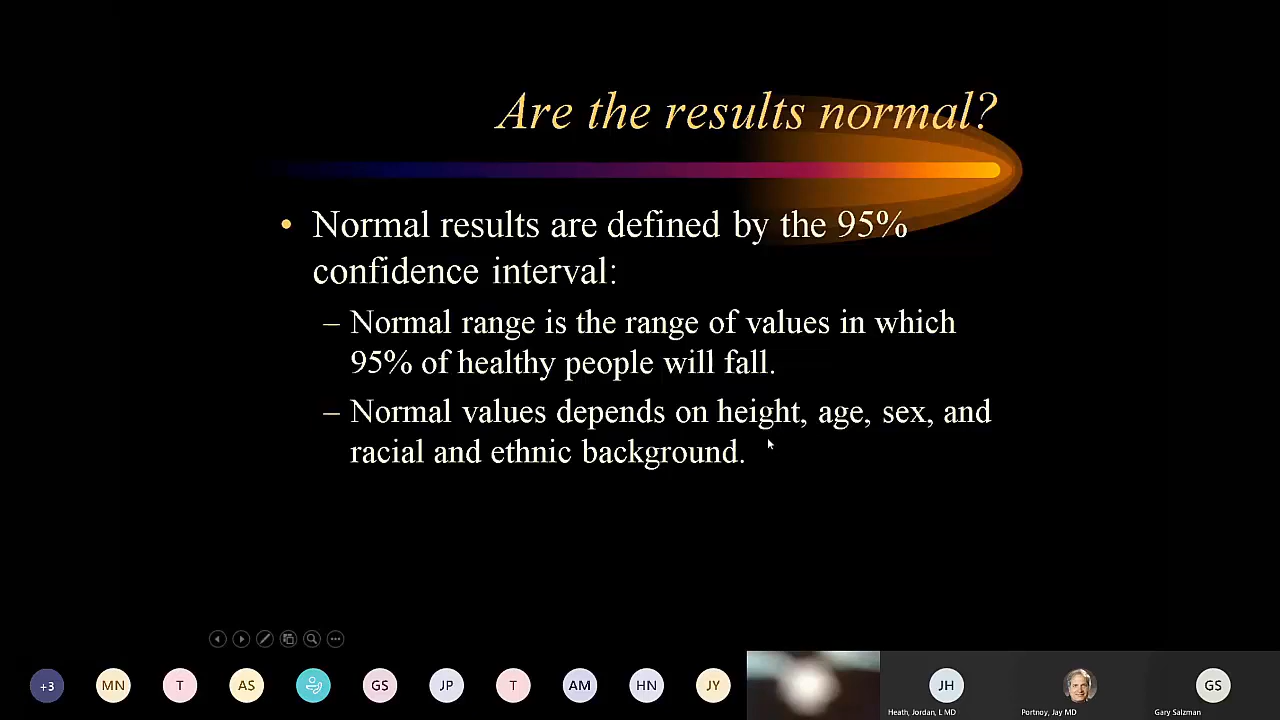 Are the results normal?
• Normal results are defined by the 95%
confidence interval:
– Normal range is the range of values in which
95% of healthy people will fall.
– Normal values depends on height, age, sex, and
racial and ethnic background.
+3 MN T AS GS JP T AM HN JY JH GS
Heath, Jordan, L MD Portnoy, Jay MD Gary Salzman